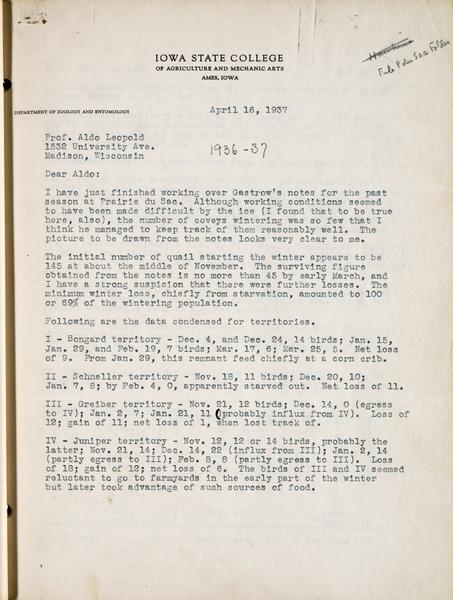 IOWA STATE COLLEGE
OF AGRICULTURE AND MECHANIC ARTS
AMES, IOWA
File Prdu Sac Folder
DEPARTMENT OF ZOOLOGY AND ENTOMOLOGY
April 16, 1937
Prof. Aldo Leopold
1532 University Ave.
Madison, Wisconsin
1936-37
Dear Aldo:
I have just finished working over Gastrow's notes for the past
season at Prairie du Sac. Although working conditions seemed
to have been made difficult by the ice (I found that to be true
here, also), the number of coveys wintering was so few that I
think he managed to keep track of them reasonably well. The
picture to be drawn from the notes looks very clear to me.
The initial number of quail starting the winter appears to be
145 at about the middle of November. The surviving figure
obtained from the notes is no more than 45 by early March, and
I have a strong suspicion that there were further losses. The
minimum winter loss, chiefly from starvation, amounted to 100
or 69% of the wintering population.
Following are the data condensed for territories.
I - Bongard territory - Dec. 4, and Dec. 24, 14 birds; Jan. 15,
Jan. 29, and Feb. 19, 7 birds; Mar. 17, 6; Mar. 25, 5. Net loss
of 9. From Jan. 29, this remnant feed chiefly at a corn crib.
II - Schneller territory - Nov. 18, 11 birds; Dec. 20, 10;
Jan. 7, 8; by Feb. 4, 0, apparently starved out. Net loss of 11.
III - Greiber territory - Nov. 21, 12 birds; Dec. 14, 0 (egress
to IV); Jan. 2, 7; Jan. 21, 11 (probably influx from IV). Loss of
12; gain of 11; net loss of 1, when lost track of.
IV - Juniper territory - Nov. 12, 12 or 14 birds, probably the
latter; Nov. 21, 14; Dec. 14, 22 (influx from III); Jan. 2, 14
(partly egress to III); Feb. 8, 8 (partly egress to III). Loss
of 18; gain of 12; net loss of 6. The birds of III and IV seemed
reluctant to go to farmyards in the early part of the winter
but later took advantage of such sources of food.